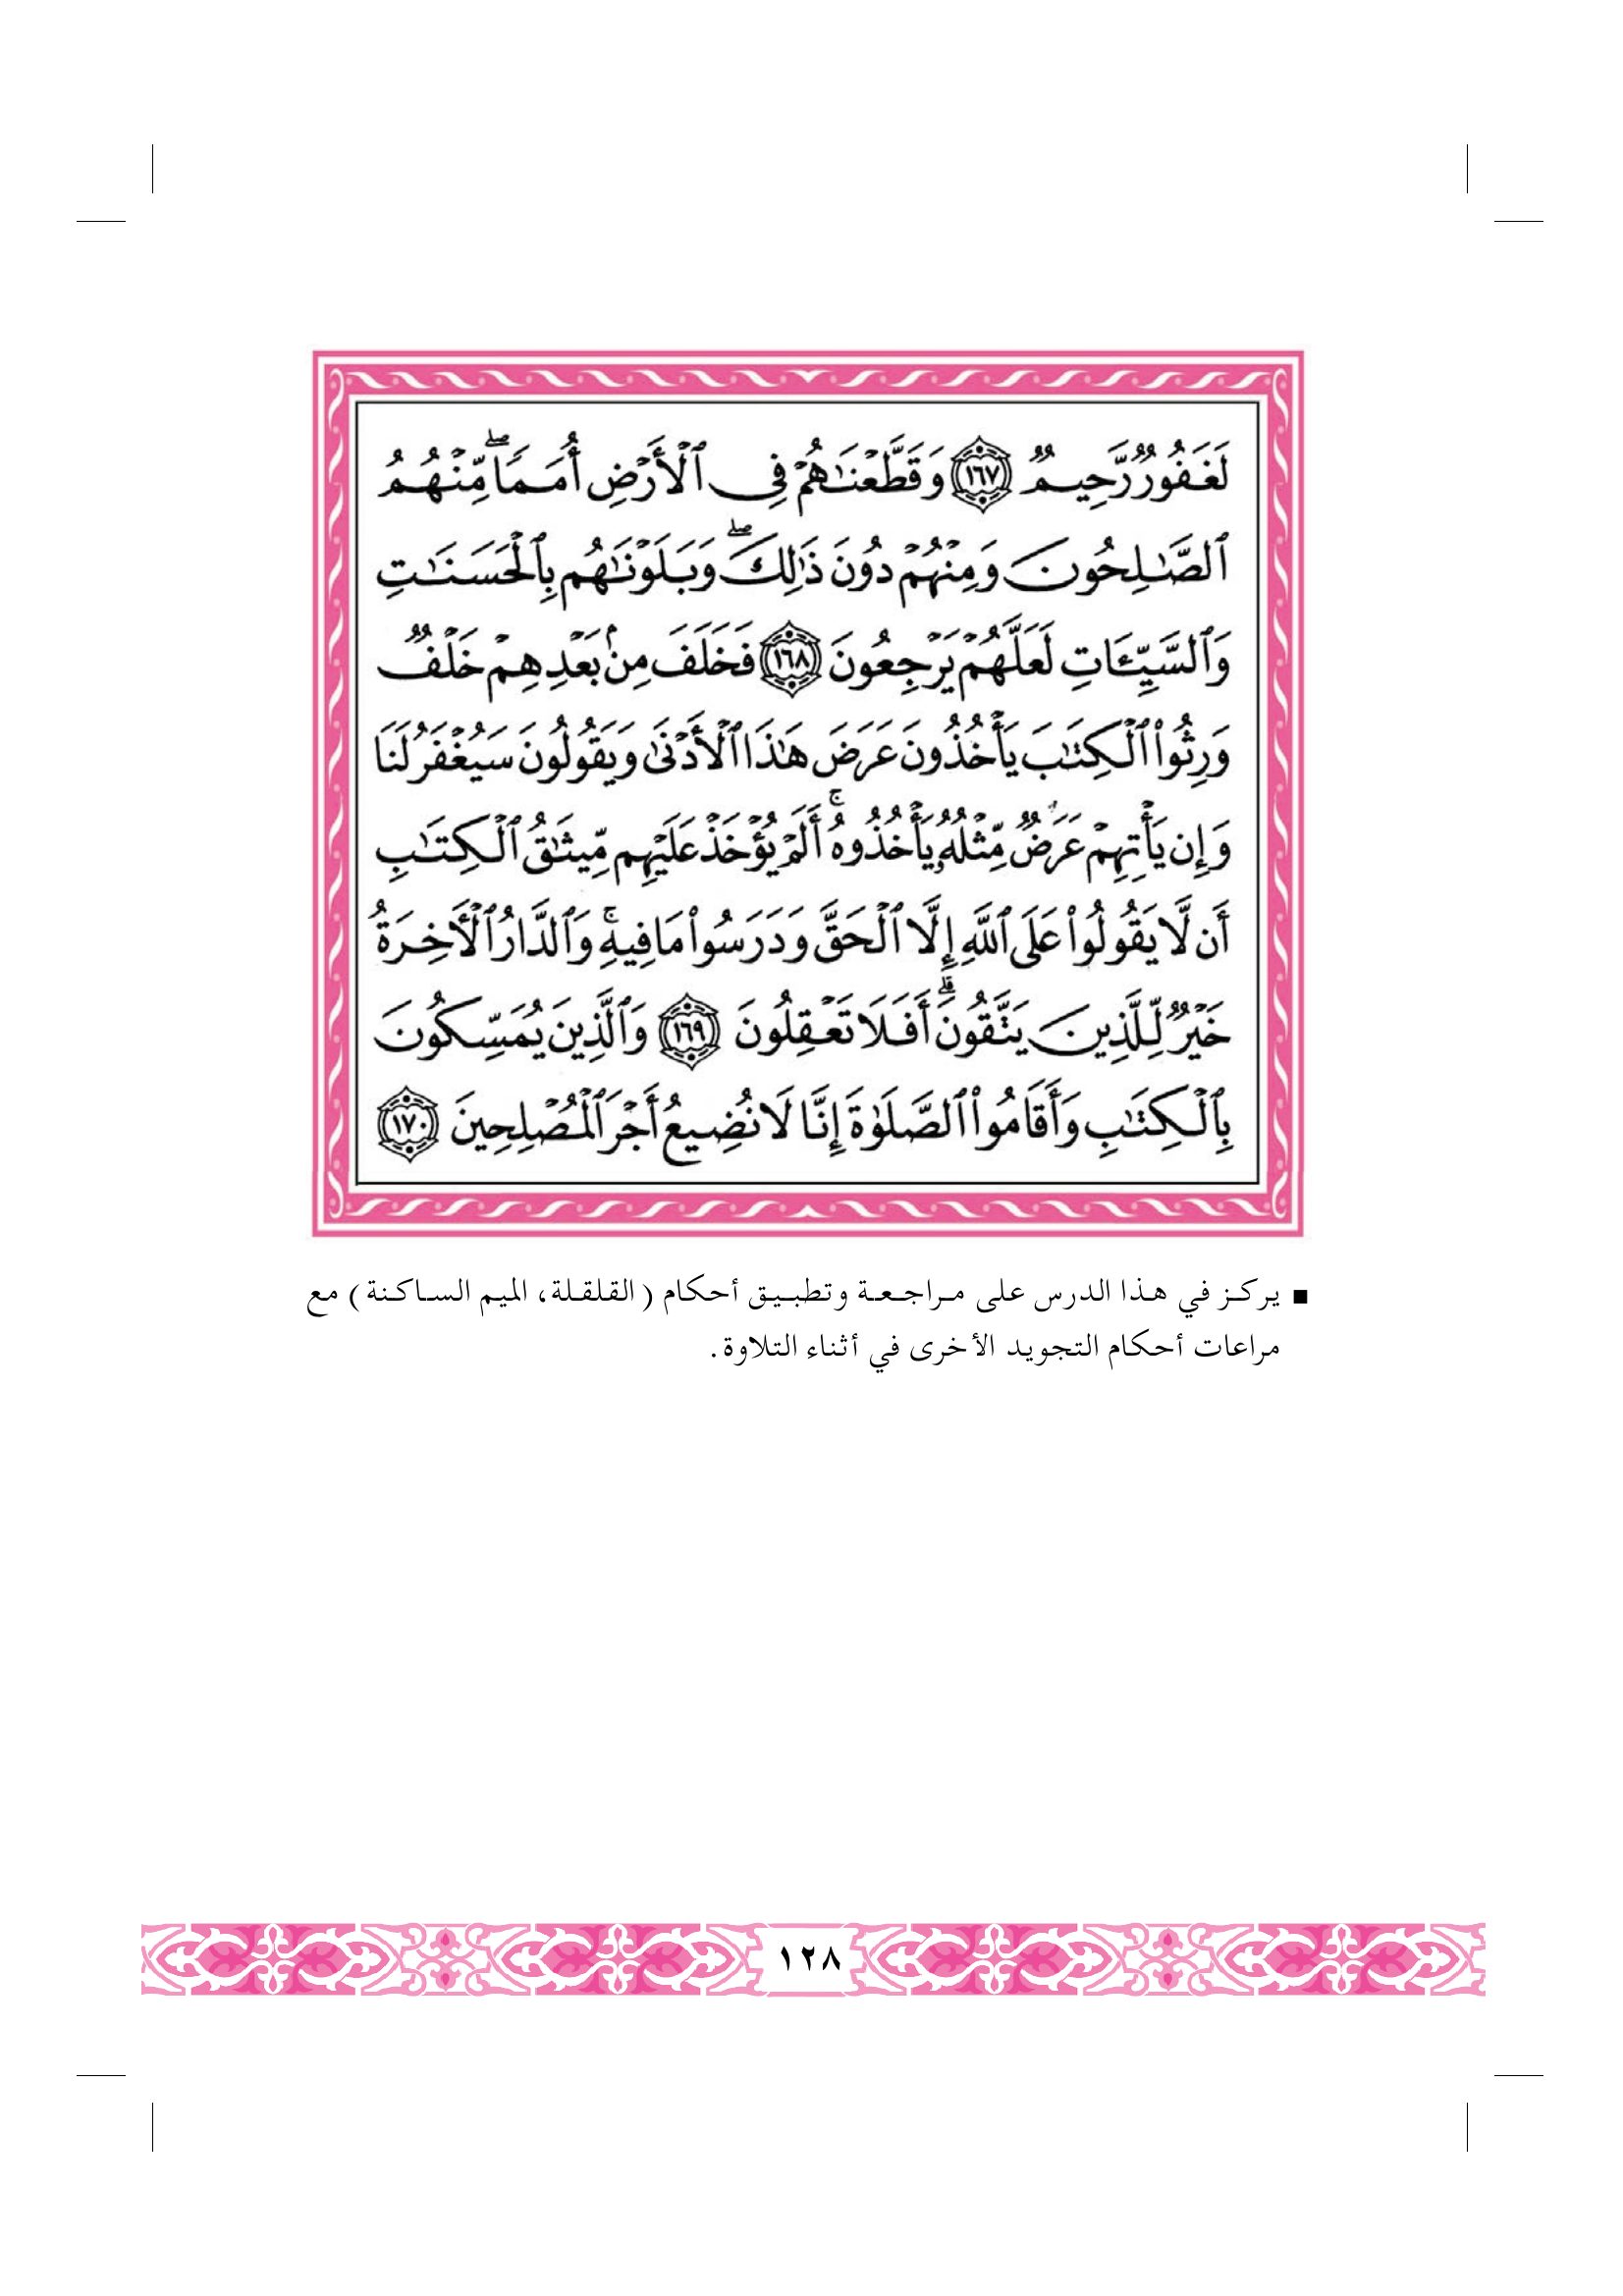 لَغَفُورٌ رَّحِيمٌ ١٦٧ وَقَطَّعْنَٰهُمْ فِى ٱلْأَرْضِ أُمَمًا ۖ مِّنْهُمُ
ٱلصَّٰلِحُونَ وَمِنْهُمْ دُونَ ذَٰلِكَ ۖ وَبَلَوْنَٰهُم بِٱلْحَسَنَٰتِ
وَٱلسَّيِّـَٔاتِ لَعَلَّهُمْ يَرْجِعُونَ ١٦٨ فَخَلَفَ مِنۢ بَعْدِهِمْ خَلْفٌ
وَرِثُوا۟ ٱلْكِتَٰبَ يَأْخُذُونَ عَرَضَ هَٰذَا ٱلْأَدْنَىٰ وَيَقُولُونَ سَيُغْفَرُ لَنَا
وَإِن يَأْتِهِمْ عَرَضٌ مِّثْلُهُۥ يَأْخُذُوهُ ۚ أَلَمْ يُؤْخَذْ عَلَيْهِم مِّيثَٰقُ ٱلْكِتَٰبِ
أَن لَّا يَقُولُوا۟ عَلَى ٱللَّهِ إِلَّا ٱلْحَقَّ وَدَرَسُوا۟ مَا فِيهِ ۗ وَٱلدَّارُ ٱلْـَٔاخِرَةُ
خَيْرٌ لِّلَّذِينَ يَتَّقُونَ ۗ أَفَلَا تَعْقِلُونَ ١٦٩ وَٱلَّذِينَ يُمَسِّكُونَ
بِٱلْكِتَٰبِ وَأَقَامُوا۟ ٱلصَّلَوٰةَ إِنَّا لَا نُضِيعُ أَجْرَ ٱلْمُصْلِحِينَ ١٧٠
■ يركز في هذا الدرس على مراجعة وتطبيق أحكام (القلقلة، الميم الساكنة) مع
مراعات أحكام التجويد الأخرى في أثناء التلاوة.
١٢٨